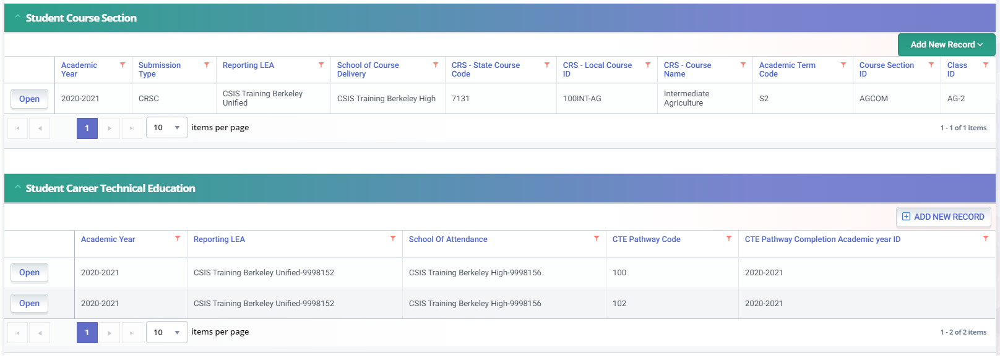 Student Course Section
Add New Record
Academic Year
Submission Type
Reporting LEA
School of Course Delivery
CRS - State Course Code
CRS - Local Course ID
CRS - Course Name
Academic Term Code
Course Section ID
Class ID
Open
2020-2021
CRSC
CSIS Training Berkeley Unified
CSIS Training Berkeley High
7131
100INT-AG
Intermediate Agriculture
S2
AGCOM
AG-2
1
10
items per page
1 - 1 of 1 items
Student Career Technical Education
ADD NEW RECORD
Academic Year
Reporting LEA
School Of Attendance
CTE Pathway Code
CTE Pathway Completion Academic year ID
Open
2020-2021
CSIS Training Berkeley Unified-9998152
CSIS Training Berkeley High-9998156
100
2020-2021
Open
2020-2021
CSIS Training Berkeley Unified-9998152
CSIS Training Berkeley High-9998156
102
2020-2021
1
10
items per page
1 - 2 of 2 items